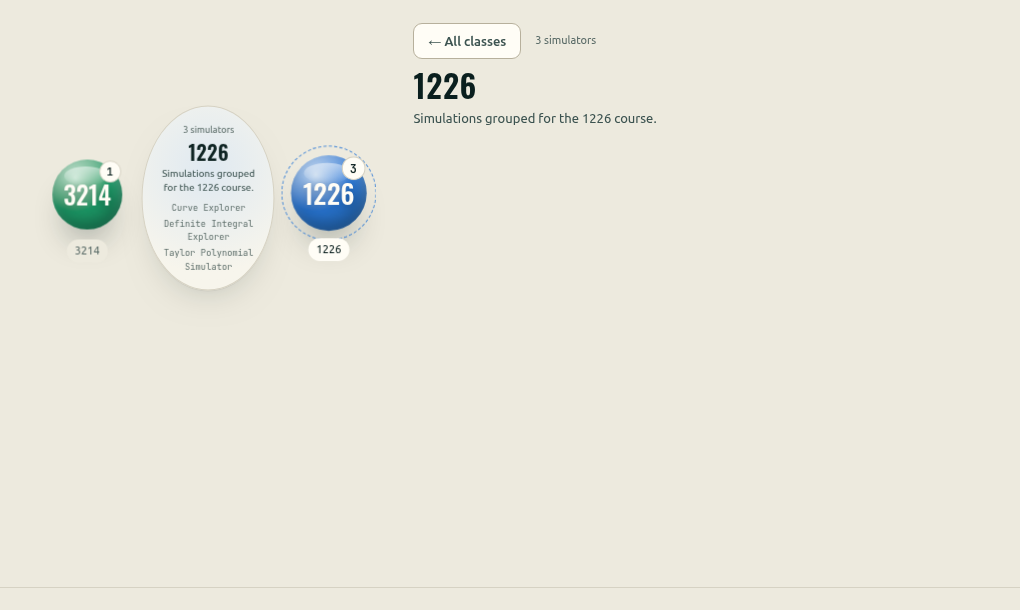 ← All classes
3 simulators
1226
Simulations grouped for the 1226 course.
3 simulators
1226
Simulations grouped
for the 1226 course.
Curve Explorer
Definite Integral
Explorer
Taylor Polynomial
Simulator
1
3214
3214
3
1226
1226